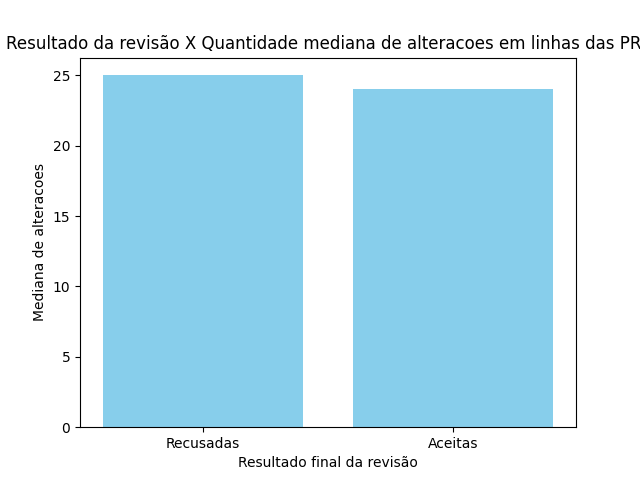 Resultado da revisão X Quantidade mediana de alteracoes em linhas das PR
25
20
15
10
5
0
Mediana de alteracoes
Recusadas Aceitas
Resultado final da revisão